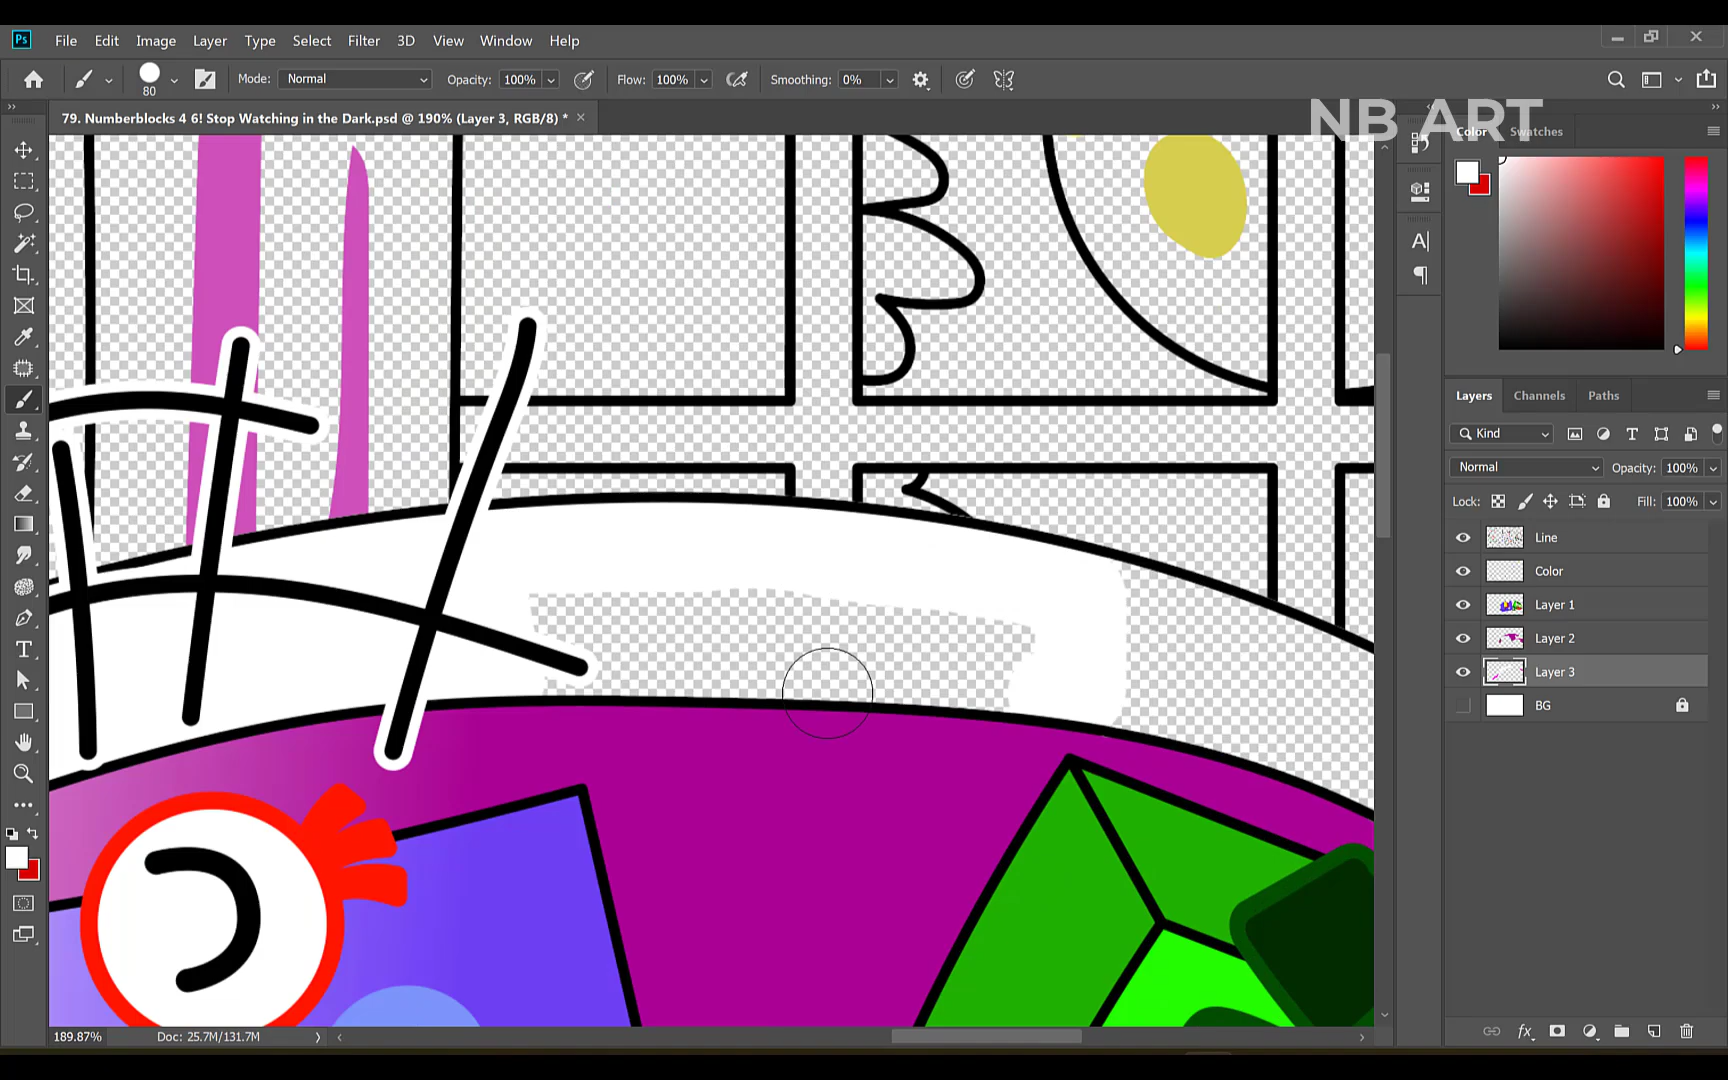 Ps File Edit Image Layer Type Select Filter 3D View Window Help
80 Mode: Normal Opacity: 100% Flow: 100% Smoothing: 0%
79. Numberblocks 4 6! Stop Watching in the Dark.psd @ 190% (Layer 3, RGB/8) *
NB ART
Color Swatches
Layers Channels Paths
Kind
Normal Opacity: 100%
Lock: Fill: 100%
Line
Color
Layer 1
Layer 2
Layer 3
BG
189.87% Doc: 25.7M/131.7M